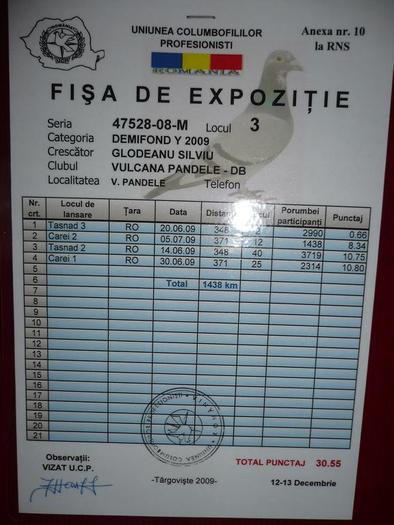 UNIUNEA COLUMBOFILILOR
PROFESIONISTI
ROMANIA
Anexa nr. 10
la RNS
FIŞA DE EXPOZIŢIE
Seria 47528-08-M Locul 3
Categoria DEMIFOND Y 2009
Crescător GLODEANU SILVIU
Clubul VULCANA PANDELE - DB
Localitatea V. PANDELE Telefon
Nr. crt. Locul de lansare Ţara Data Porumbei participanţi Punctaj
1 Tasnad 3 RO 20.06.09 348 2990 0.66
2 Carei 2 RO 05.07.09 371 12 1438 8.34
3 Tasnad 2 RO 14.06.09 348 40 3719 10.75
4 Carei 1 RO 30.06.09 371 25 2314 10.80
5
6 Total 1438 km
7
8
9
10
11
12
13
14
15
16
17
18
19
20
21
Observaţii:
VIZAT U.C.P.
TOTAL PUNCTAJ 30.55
-Târgovişte 2009-
12-13 Decembrie